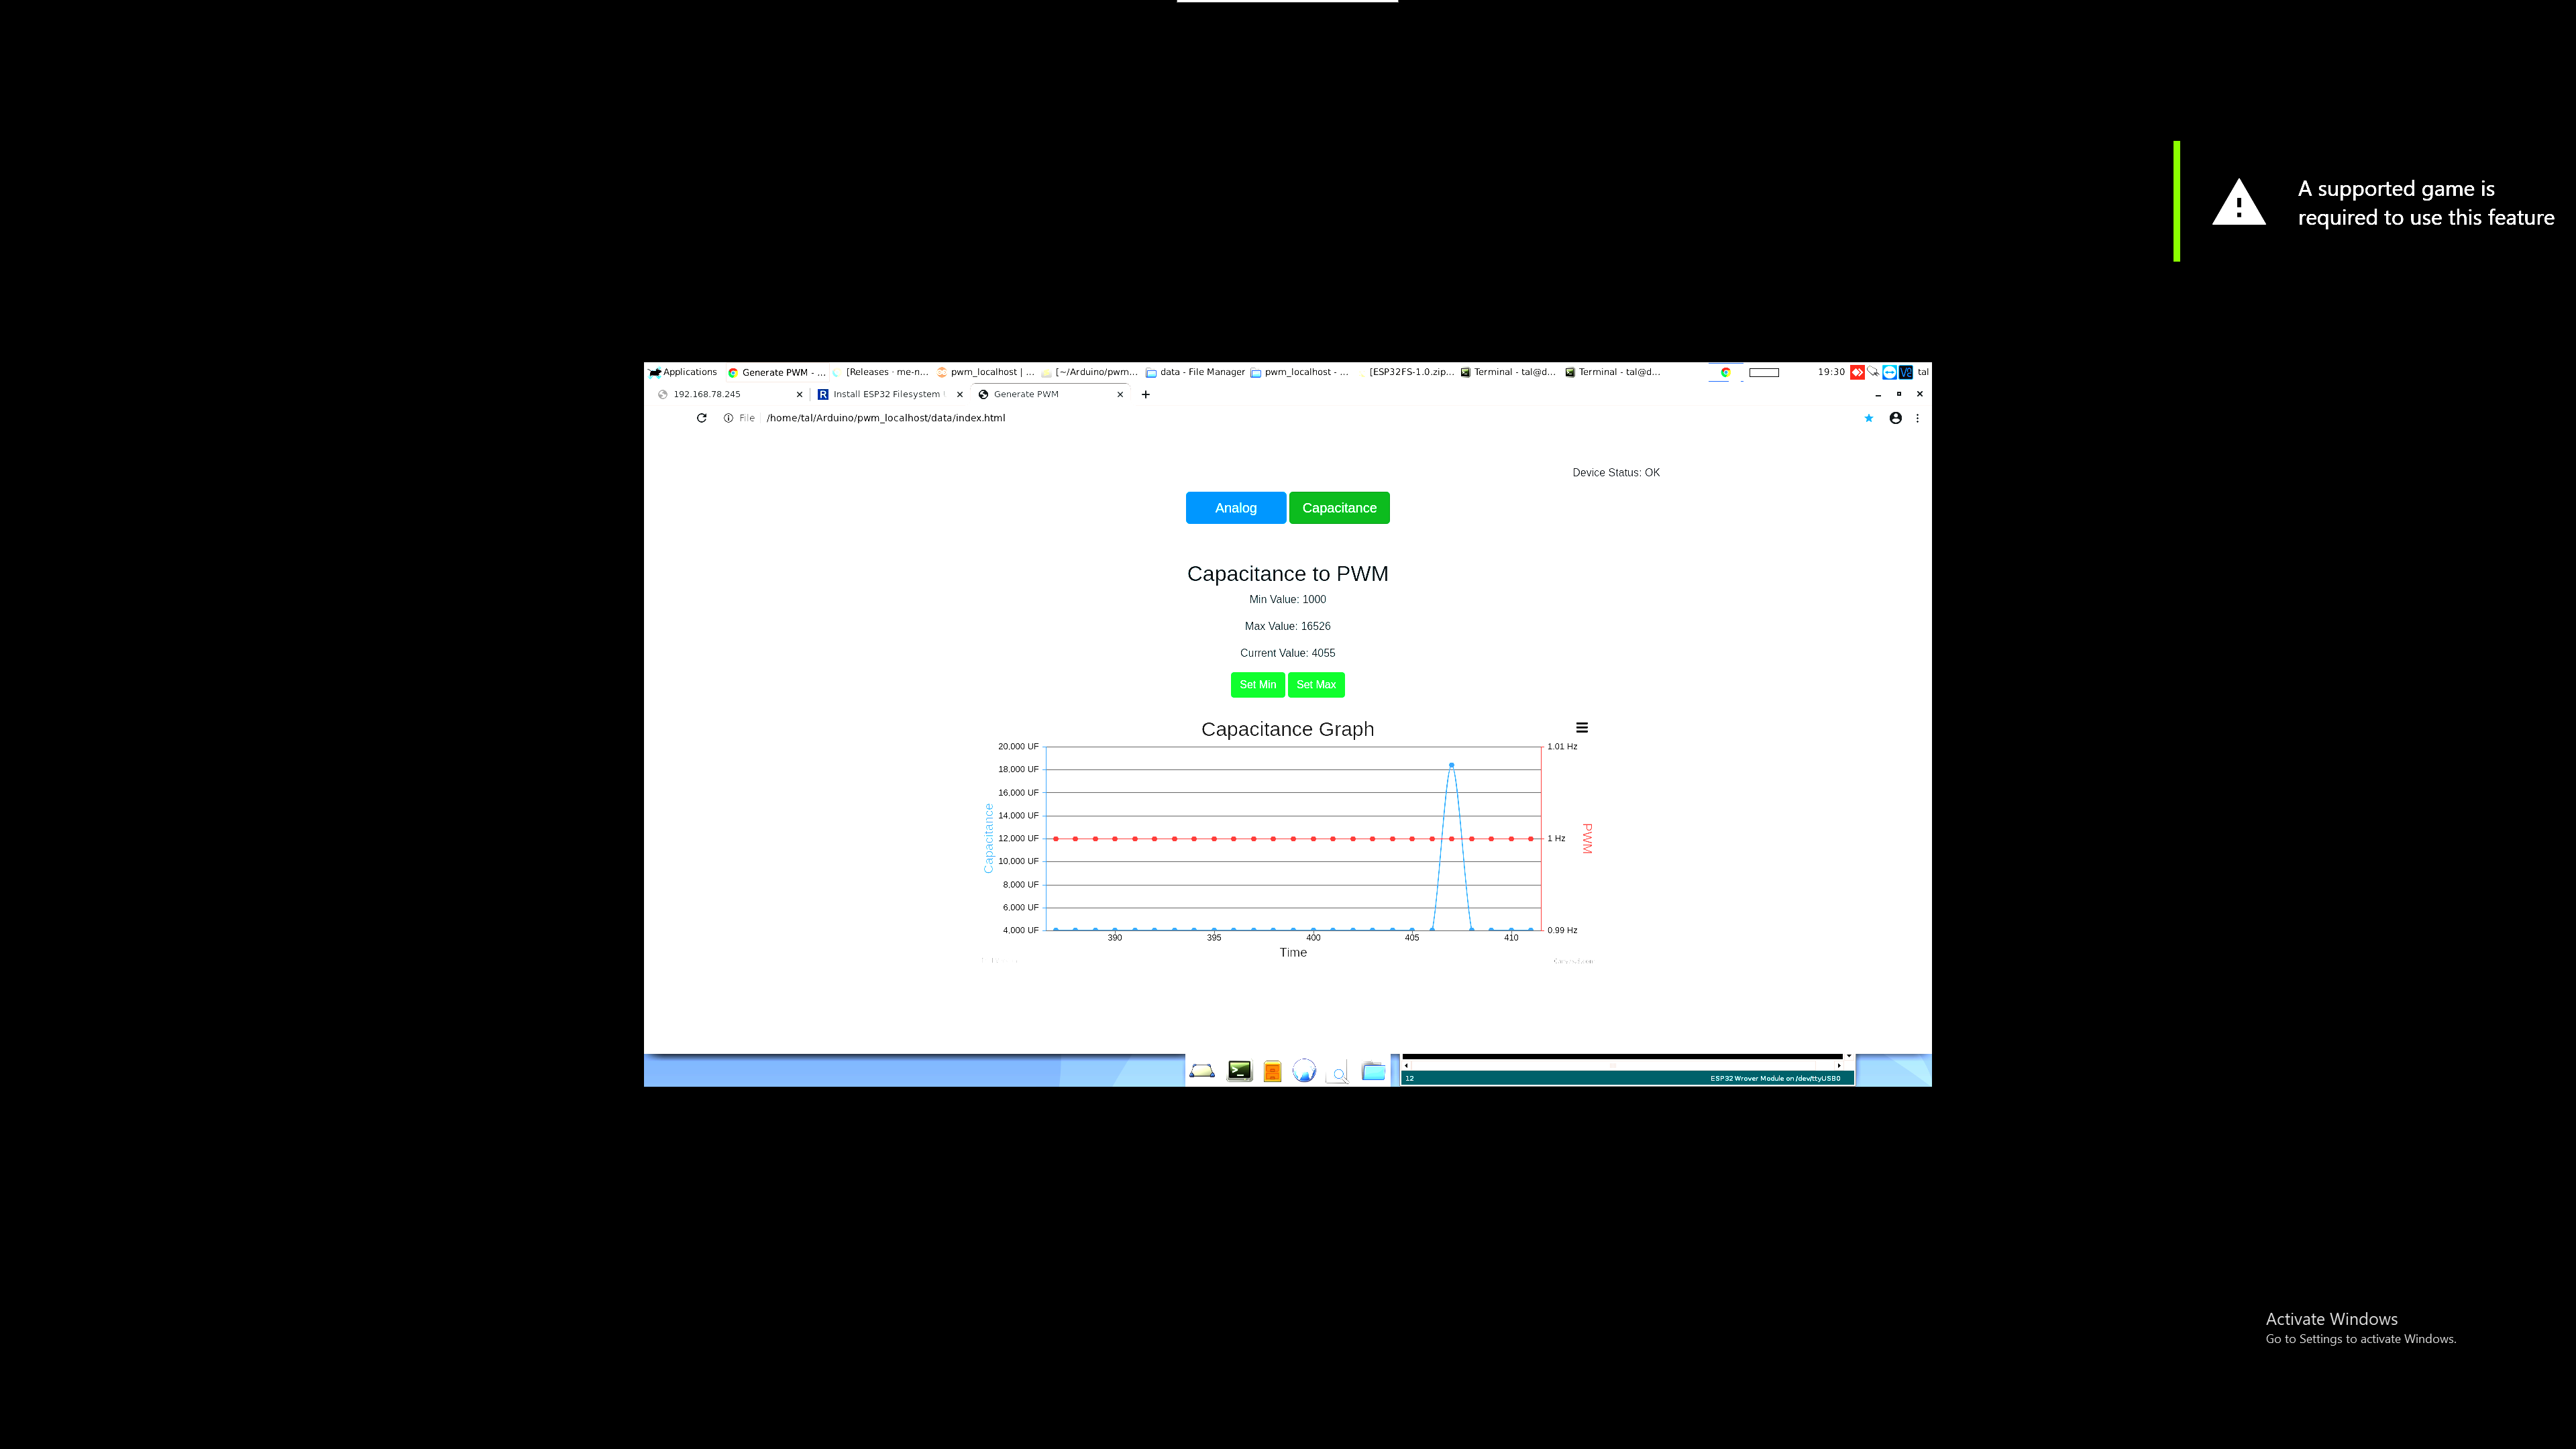 A supported game is
required to use this feature
Applications
Generate PWM - ...
[Releases · me-n...
pwm_localhost | ...
[~/Arduino/pwm...
data - File Manager
pwm_localhost - ...
[ESP32FS-1.0.zip...
Terminal - tal@d...
Terminal - tal@d...
19:30
tal
192.168.78.245
Install ESP32 Filesystem
Generate PWM
File
/home/tal/Arduino/pwm_localhost/data/index.html
Device Status: OK
Analog
Capacitance
Capacitance to PWM
Min Value: 1000
Max Value: 16526
Current Value: 4055
Set Min
Set Max
Capacitance Graph
20,000 UF
18,000 UF
16,000 UF
14,000 UF
12,000 UF
10,000 UF
8,000 UF
6,000 UF
4,000 UF
Capacitance
1.01 Hz
1 Hz
0.99 Hz
PWM
390
395
400
405
410
Time
12
ESP32 Wrover Module on /dev/ttyUSB0
Activate Windows
Go to Settings to activate Windows.